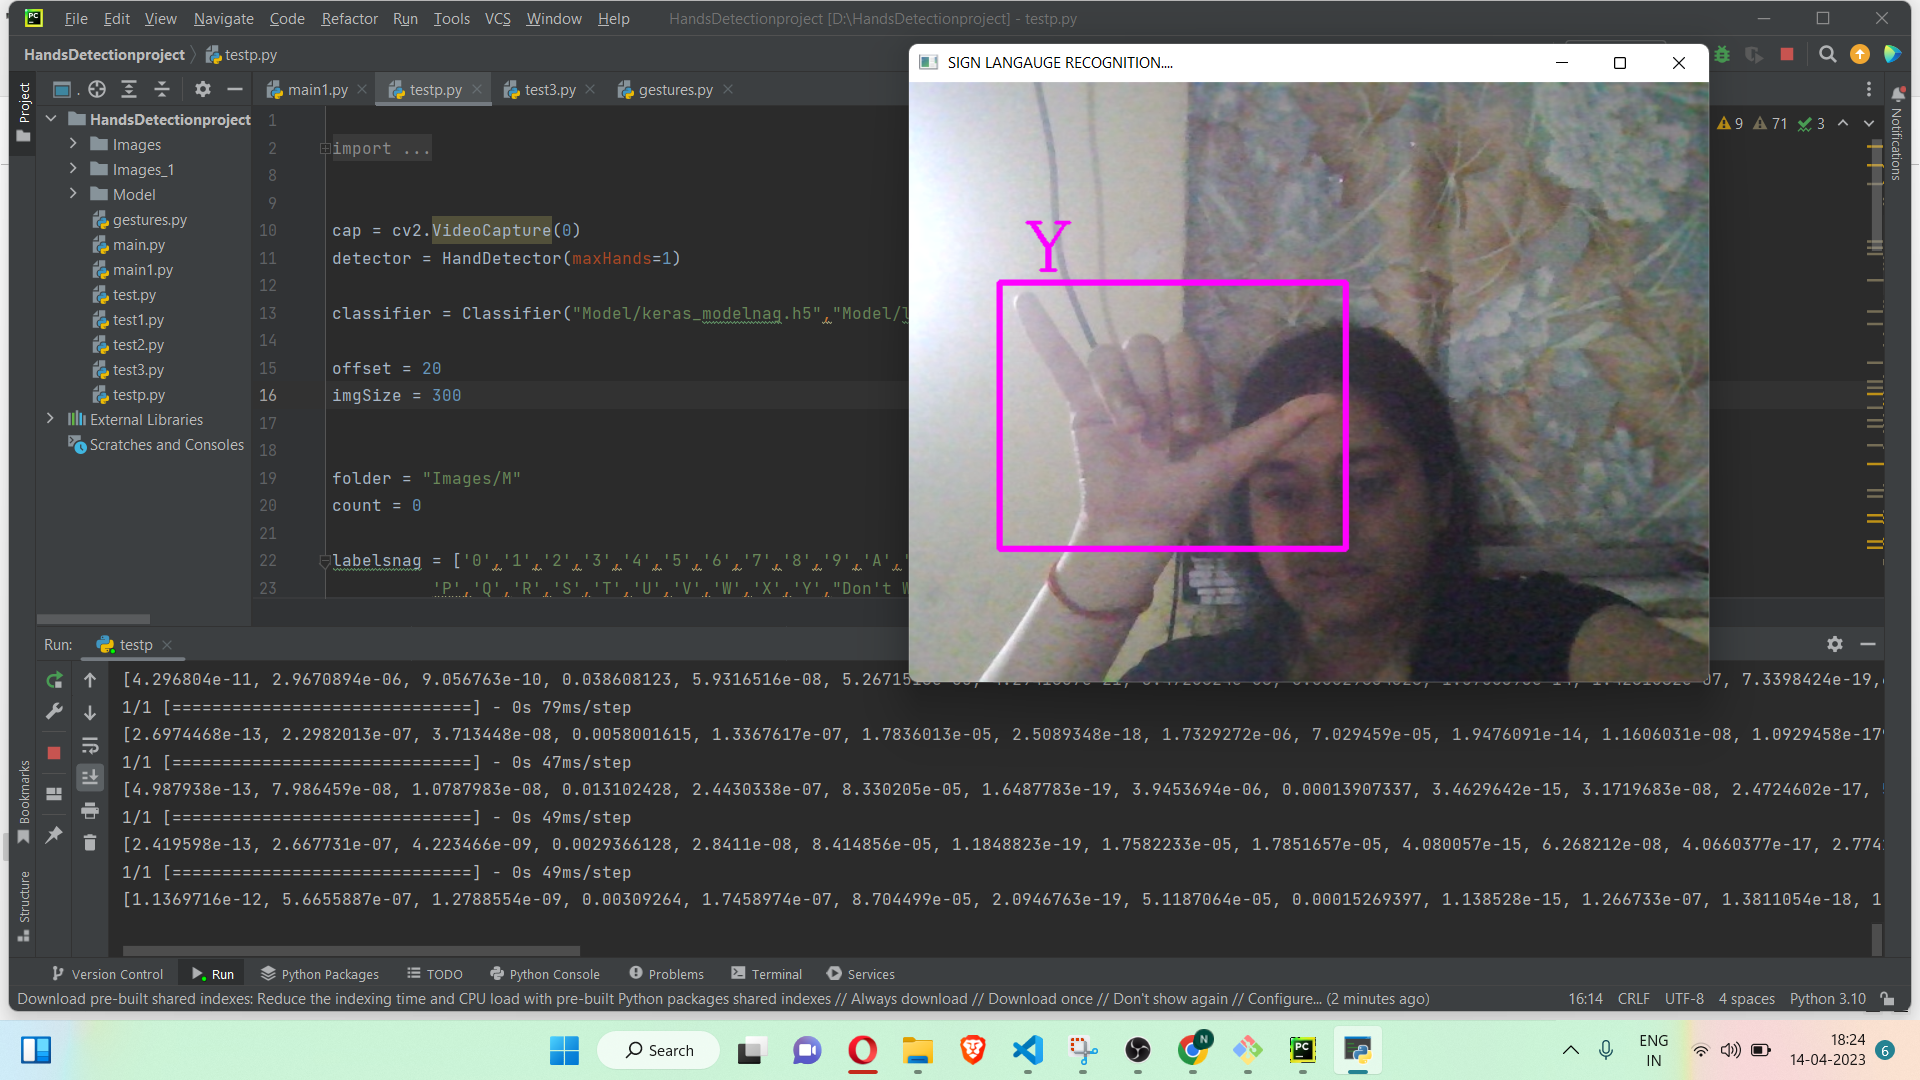 File Edit View Navigate Code Refactor Run Tools VCS Window Help HandsDetectionproject [D:\HandsDetectionproject] - testp.py
HandsDetectionproject testp.py
SIGN LANGAUGE RECOGNITION....
Project
main1.py testp.py test3.py gestures.py
Notifications
9 71 3
HandsDetectionproject
Images
Images_1
Model
gestures.py
main.py
main1.py
test.py
test1.py
test2.py
test3.py
testp.py
External Libraries
Scratches and Consoles
1
2 import ...
8
9
10 cap = cv2.VideoCapture(0)
11 detector = HandDetector(maxHands=1)
12
13 classifier = Classifier("Model/keras_modelnag.h5","Model/
14
15 offset = 20
16 imgSize = 300
17
18
19 folder = "Images/M"
20 count = 0
21
22 labelsnag = ['0','1','2','3','4','5','6','7','8','9','A',
23 'P','Q','R','S','T','U','V','W','X','Y',"Don't
Y
Run: testp
[4.296804e-11, 2.9670894e-06, 9.056763e-10, 0.038608123, 5.9316516e-08, 7.3398424e-19,
1/1 [==============================] - 0s 79ms/step
[2.6974468e-13, 2.2982013e-07, 3.713448e-08, 0.0058001615, 1.3367617e-07, 1.7836013e-05, 2.5089348e-18, 1.7329272e-06, 7.029459e-05, 1.9476091e-14, 1.1606031e-08, 1.0929458e-17
1/1 [==============================] - 0s 47ms/step
[4.987938e-13, 7.986459e-08, 1.0787983e-08, 0.013102428, 2.4430338e-07, 8.330205e-05, 1.6487783e-19, 3.9453694e-06, 0.00013907337, 3.4629642e-15, 3.1719683e-08, 2.4724602e-17,
1/1 [==============================] - 0s 49ms/step
[2.419598e-13, 2.667731e-07, 4.223466e-09, 0.0029366128, 2.8411e-08, 8.414856e-05, 1.1848823e-19, 1.7582233e-05, 1.7851657e-05, 4.080057e-15, 6.268212e-08, 4.0660377e-17, 2.774
1/1 [==============================] - 0s 49ms/step
[1.1369716e-12, 5.6655887e-07, 1.2788554e-09, 0.00309264, 1.7458974e-07, 8.704499e-05, 2.0946763e-19, 5.1187064e-05, 0.00015269397, 1.138528e-15, 1.266733e-07, 1.3811054e-18, 1
Bookmarks
Structure
Version Control Run Python Packages TODO Python Console Problems Terminal Services
Download pre-built shared indexes: Reduce the indexing time and CPU load with pre-built Python packages shared indexes // Always download // Download once // Don't show again // Configure... (2 minutes ago) 16:14 CRLF UTF-8 4 spaces Python 3.10
Search
ENG
IN
18:24
14-04-2023
6